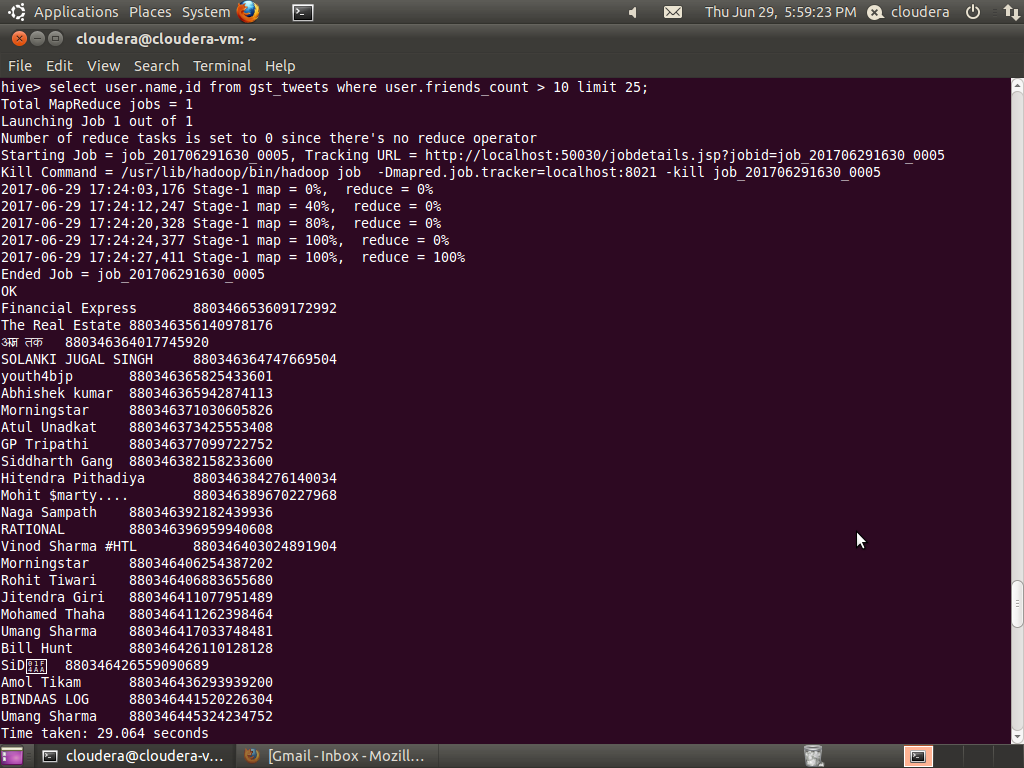 Applications Places System Thu Jun 29, 5:59:23 PM cloudera
cloudera@cloudera-vm: ~
File Edit View Search Terminal Help
hive> select user.name,id from gst_tweets where user.friends_count > 10 limit 25;
Total MapReduce jobs = 1
Launching Job 1 out of 1
Number of reduce tasks is set to 0 since there's no reduce operator
Starting Job = job_201706291630_0005, Tracking URL = http://localhost:50030/jobdetails.jsp?jobid=job_201706291630_0005
Kill Command = /usr/lib/hadoop/bin/hadoop job  -Dmapred.job.tracker=localhost:8021 -kill job_201706291630_0005
2017-06-29 17:24:03,176 Stage-1 map = 0%,  reduce = 0%
2017-06-29 17:24:12,247 Stage-1 map = 40%,  reduce = 0%
2017-06-29 17:24:20,328 Stage-1 map = 80%,  reduce = 0%
2017-06-29 17:24:24,377 Stage-1 map = 100%,  reduce = 0%
2017-06-29 17:24:27,411 Stage-1 map = 100%,  reduce = 100%
Ended Job = job_201706291630_0005
OK
Financial Express 880346653609172992
The Real Estate 880346356140978176
आज तक 880346364017745920
SOLANKI JUGAL SINGH 880346364747669504
youth4bjp 880346365825433601
Abhishek kumar 880346365942874113
Morningstar 880346371030605826
Atul Unadkat 880346373425553408
GP Tripathi 880346377099722752
Siddharth Gang 880346382158233600
Hitendra Pithadiya 880346384276140034
Mohit $marty.... 880346389670227968
Naga Sampath 880346392182439936
RATIONAL 880346396959940608
Vinod Sharma #HTL 880346403024891904
Morningstar 880346406254387202
Rohit Tiwari 880346406883655680
Jitendra Giri 880346411077951489
Mohamed Thaha 880346411262398464
Umang Sharma 880346417033748481
Bill Hunt 880346426110128128
SiD 880346426559090689
Amol Tikam 880346436293939200
BINDAAS LOG 880346441520226304
Umang Sharma 880346445324234752
Time taken: 29.064 seconds
cloudera@cloudera-v... [Gmail - Inbox - Mozill...